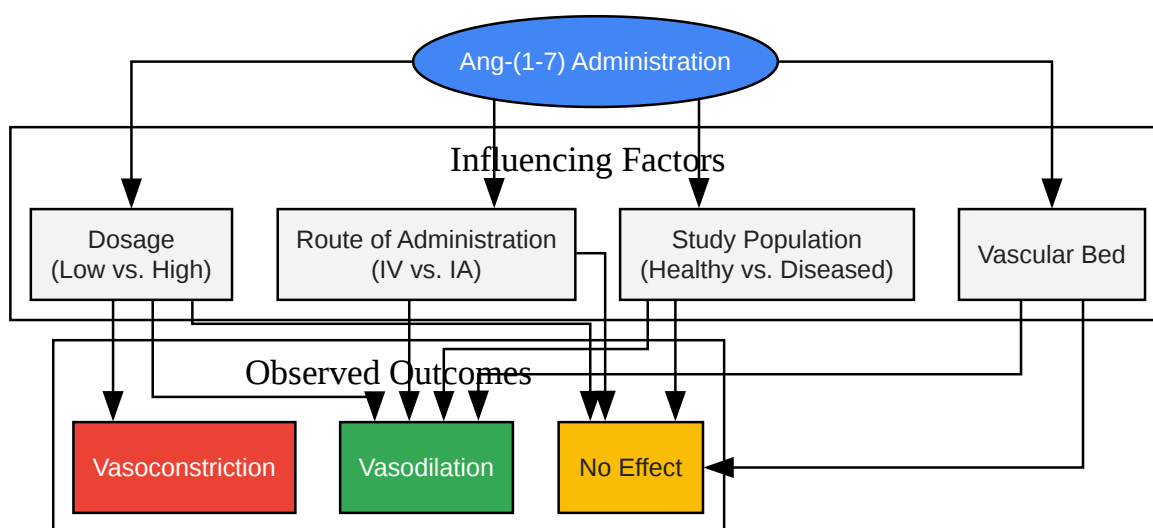 Ang-(1-7) Administration
Influencing Factors
Dosage
(Low vs. High)
Route of Administration
(IV vs. IA)
Study Population
(Healthy vs. Diseased)
Vascular Bed
Observed Outcomes
Vasoconstriction
Vasodilation
No Effect